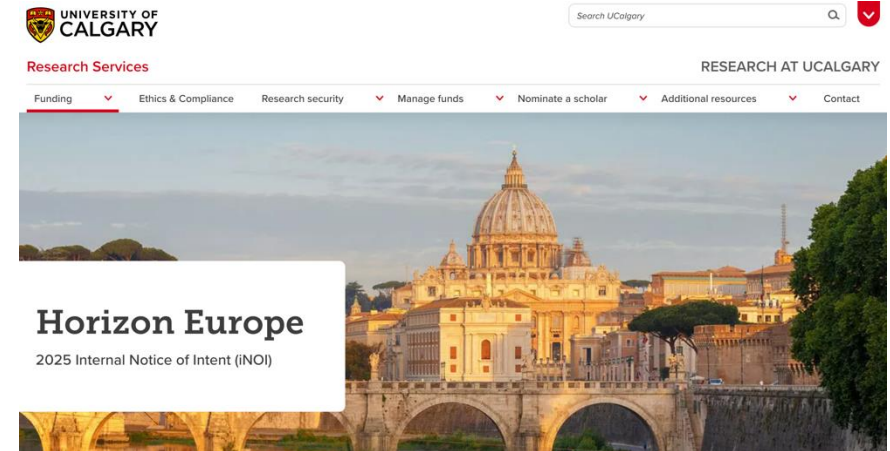 UNIVERSITY OF
CALGARY
Search UCalgary
Research Services
RESEARCH AT UCALGARY
Funding Ethics & Compliance Research security Manage funds Nominate a scholar Additional resources Contact
Horizon Europe
2025 Internal Notice of Intent (iNOI)